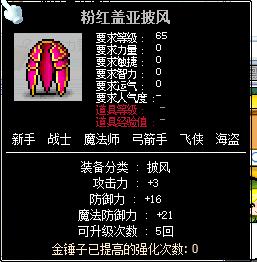 粉红盖亚披风
要求等级： 65
要求力量： 0
要求敏捷： 0
要求智力： 0
要求运气： 0
要求人气度： -
道具等级： -
道具经验值： -
新手 战士 魔法师 弓箭手 飞侠 海盗
装备分类 : 披风
攻击力 : +3
防御力 : +16
魔法防御力 : +21
可升级次数 : 5回
金锤子已提高的强化次数: 0